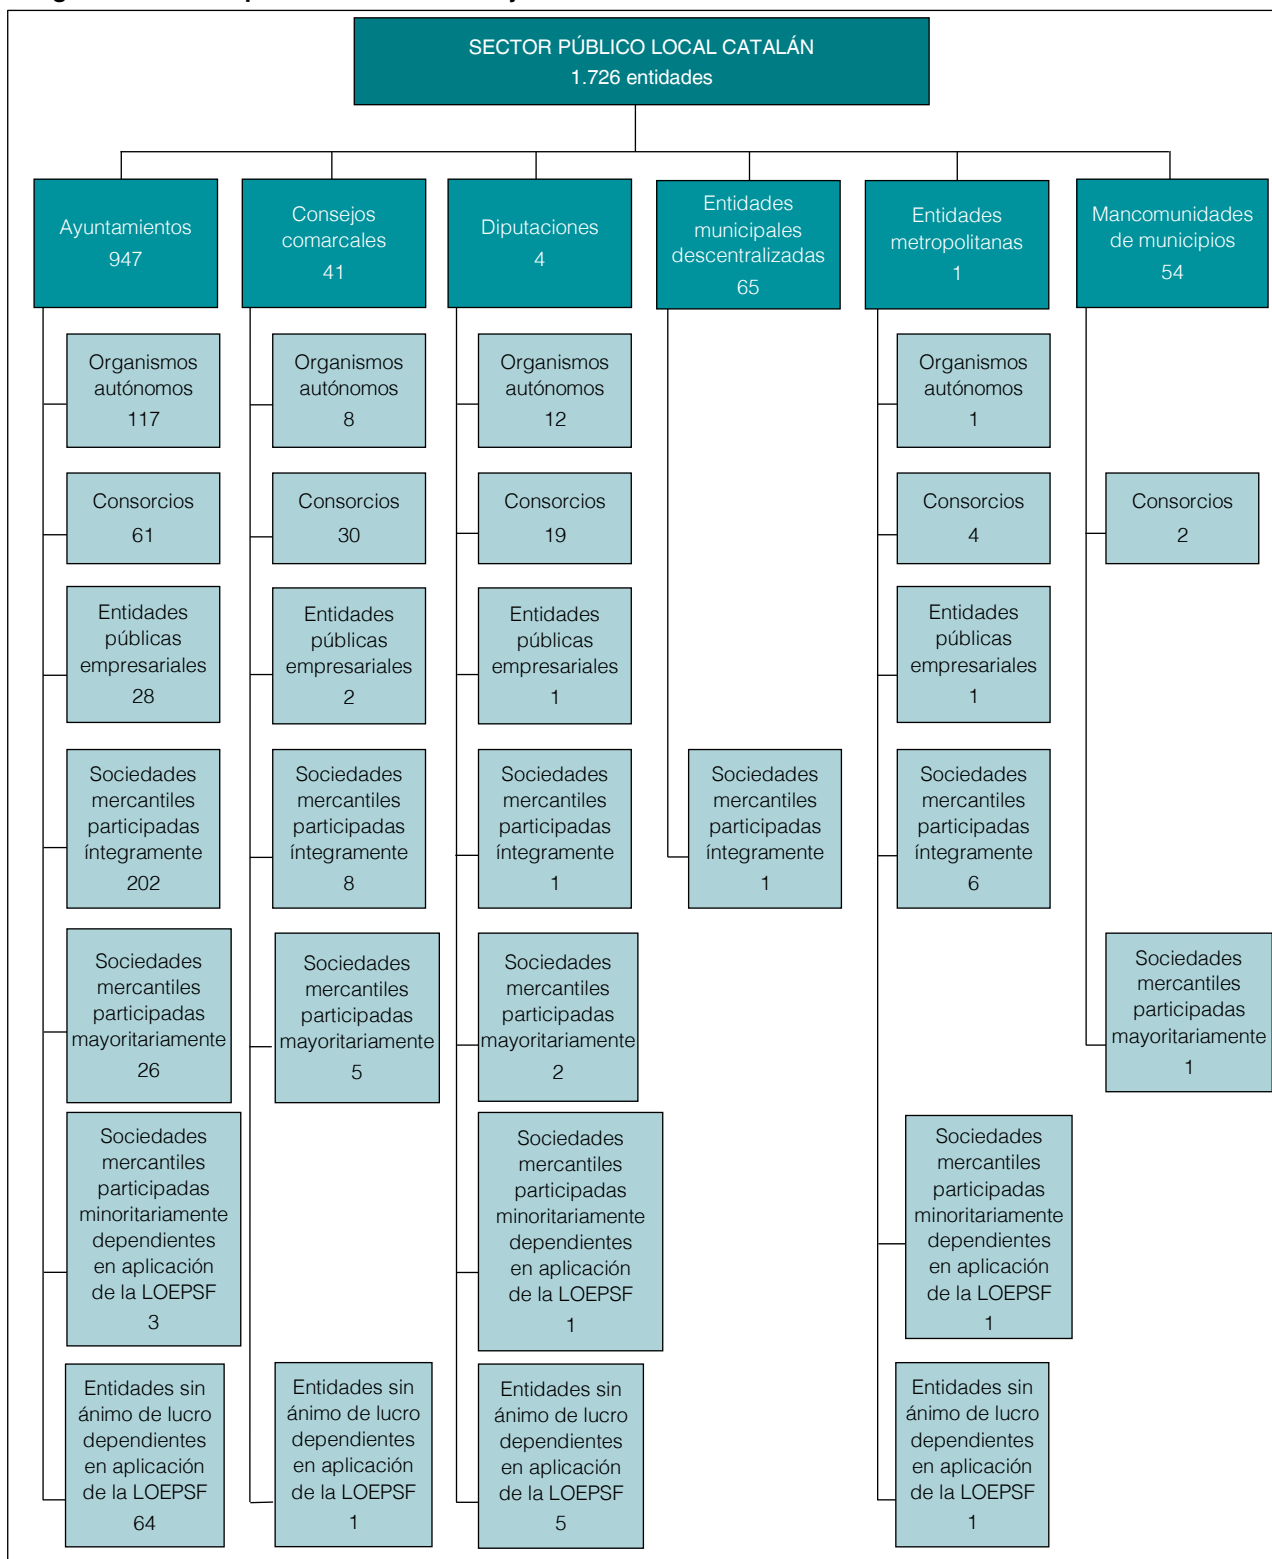 SECTOR PÚBLICO LOCAL CATALÁN
1.726 entidades
Ayuntamientos
947
Consejos
comarcales
41
Diputaciones
4
Entidades
municipales
descentralizadas
65
Entidades
metropolitanas
1
Mancomunidades
de municipios
54
Organismos
autónomos
117
Organismos
autónomos
8
Organismos
autónomos
12
Organismos
autónomos
1
Consorcios
61
Consorcios
30
Consorcios
19
Consorcios
4
Consorcios
2
Entidades
públicas
empresariales
28
Entidades
públicas
empresariales
2
Entidades
públicas
empresariales
1
Entidades
públicas
empresariales
1
Sociedades
mercantiles
participadas
íntegramente
202
Sociedades
mercantiles
participadas
íntegramente
8
Sociedades
mercantiles
participadas
íntegramente
1
Sociedades
mercantiles
participadas
íntegramente
1
Sociedades
mercantiles
participadas
íntegramente
6
Sociedades
mercantiles
participadas
mayoritariamente
26
Sociedades
mercantiles
participadas
mayoritariamente
5
Sociedades
mercantiles
participadas
mayoritariamente
2
Sociedades
mercantiles
participadas
mayoritariamente
1
Sociedades
mercantiles
participadas
minoritariamente
dependientes
en aplicación
de la LOEPSF
3
Sociedades
mercantiles
participadas
minoritariamente
dependientes
en aplicación
de la LOEPSF
1
Sociedades
mercantiles
participadas
minoritariamente
dependientes
en aplicación
de la LOEPSF
1
Entidades sin
ánimo de lucro
dependientes
en aplicación
de la LOEPSF
64
Entidades sin
ánimo de lucro
dependientes
en aplicación
de la LOEPSF
1
Entidades sin
ánimo de lucro
dependientes
en aplicación
de la LOEPSF
5
Entidades sin
ánimo de lucro
dependientes
en aplicación
de la LOEPSF
1